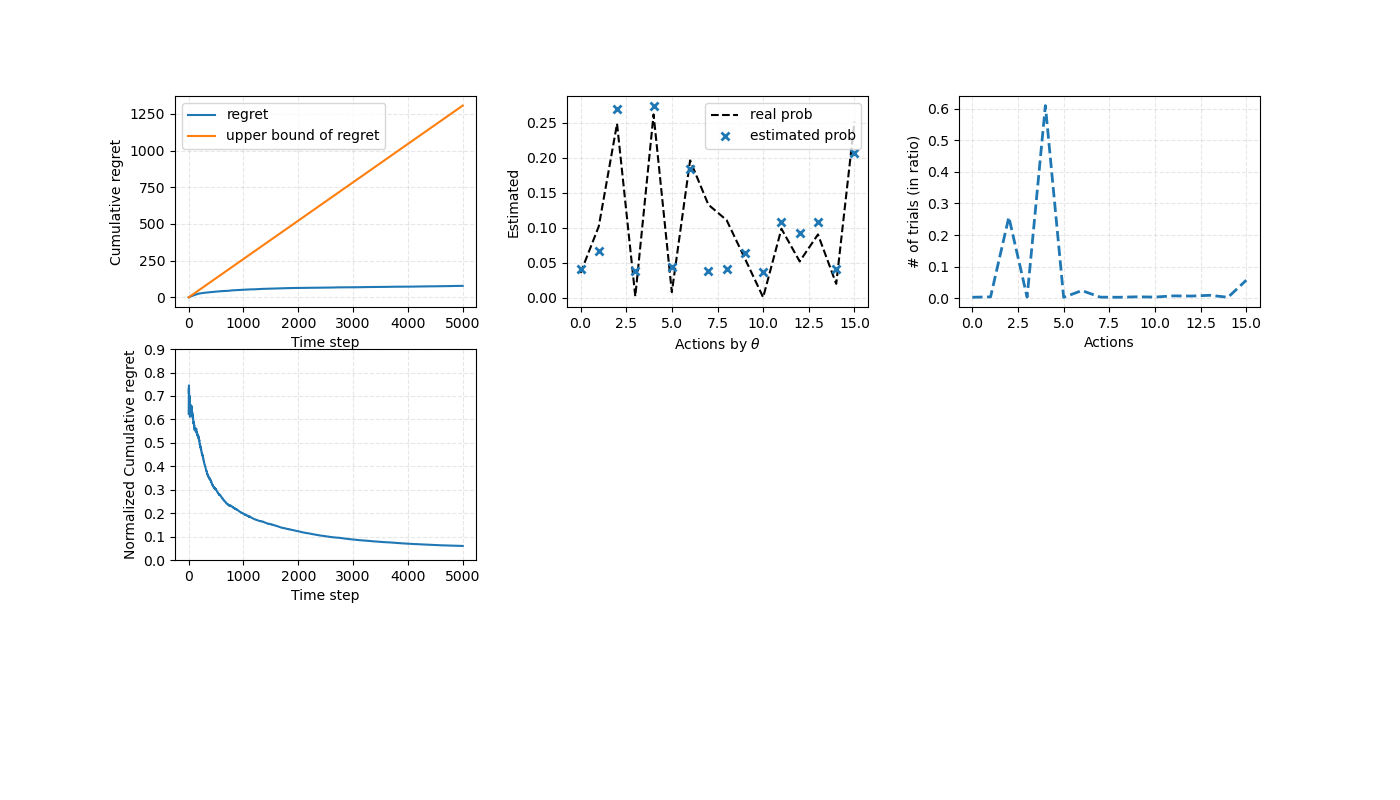 1250
1000
750
500
250
0
Cumulative regret
regret
upper bound of regret
0 1000 2000 3000 4000 5000
Time step
0.25
0.20
0.15
0.10
0.05
0.00
Estimated
real prob
estimated prob
0.0 2.5 5.0 7.5 10.0 12.5 15.0
Actions by θ
0.6
0.5
0.4
0.3
0.2
0.1
0.0
# of trials (in ratio)
0.0 2.5 5.0 7.5 10.0 12.5 15.0
Actions
0.9
0.8
0.7
0.6
0.5
0.4
0.3
0.2
0.1
0.0
Normalized Cumulative regret
0 1000 2000 3000 4000 5000
Time step